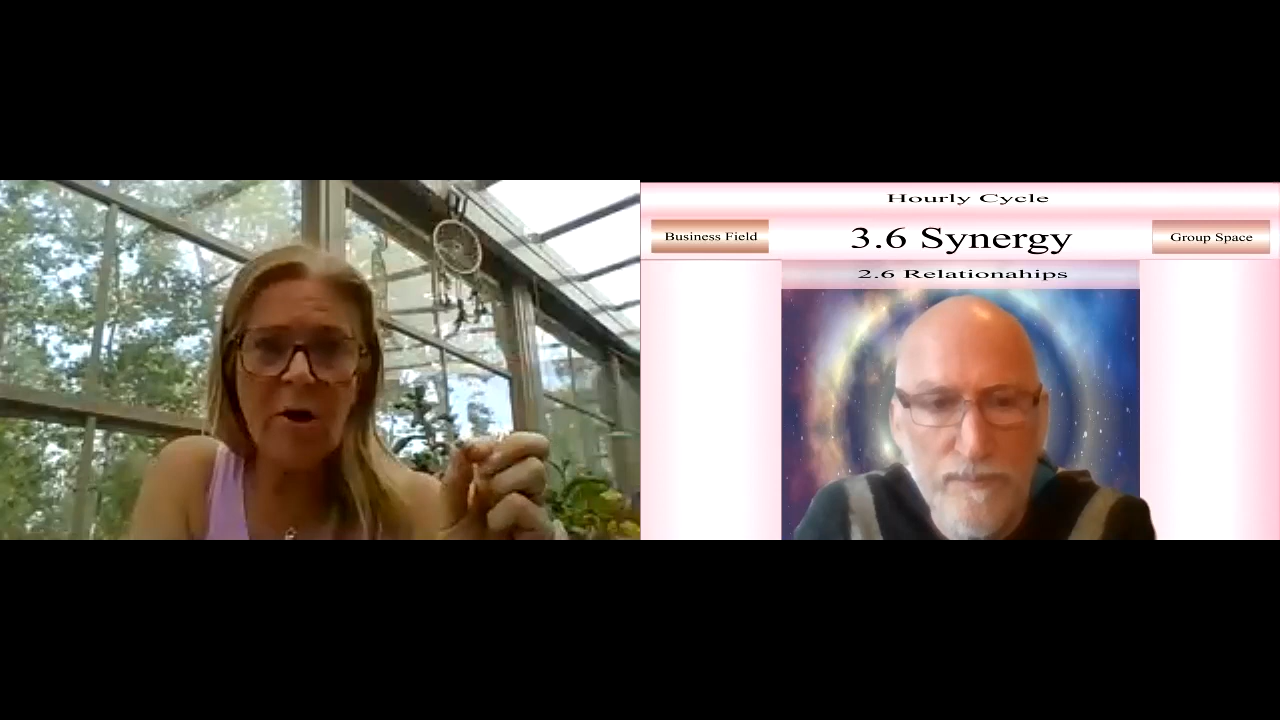 Hourly Cycle
Business Field
3.6 Synergy
Group Space
2.6 Relationahips